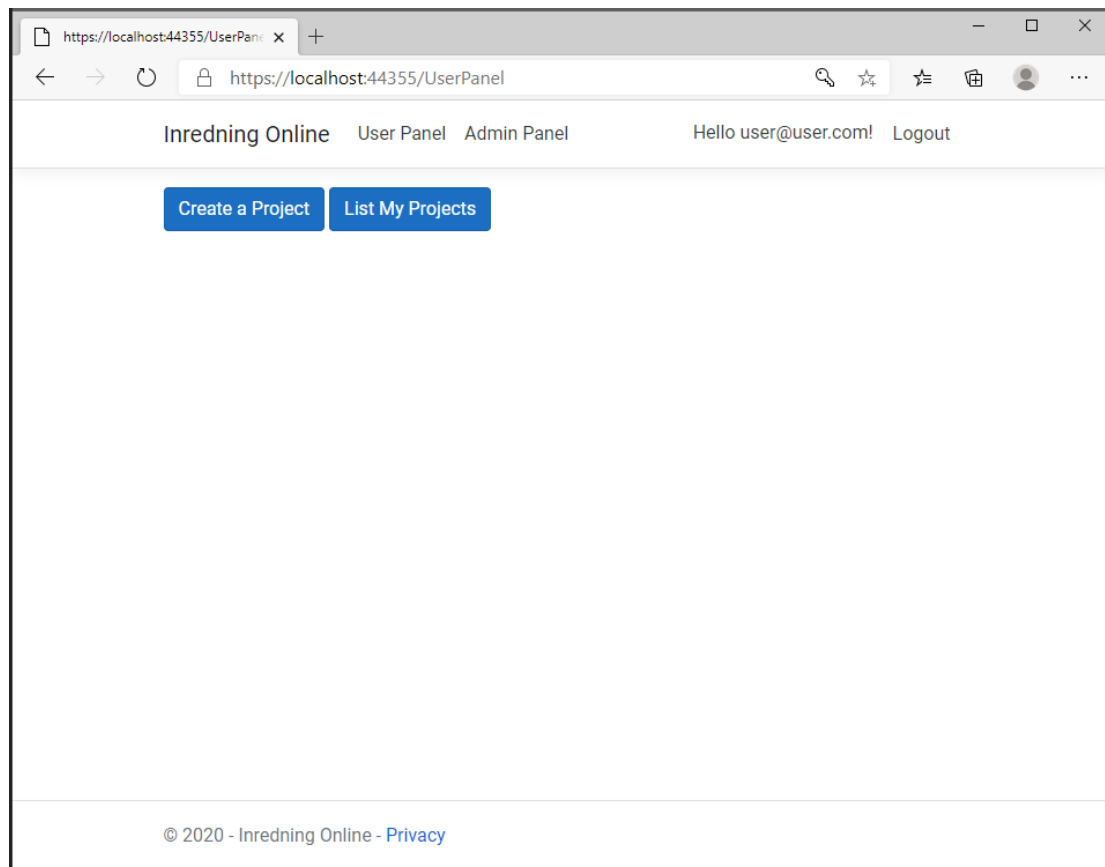 https://localhost:44355/UserPane
https://localhost:44355/UserPanel
Inredning Online User Panel Admin Panel Hello user@user.com! Logout
Create a Project List My Projects
© 2020 - Inredning Online - Privacy